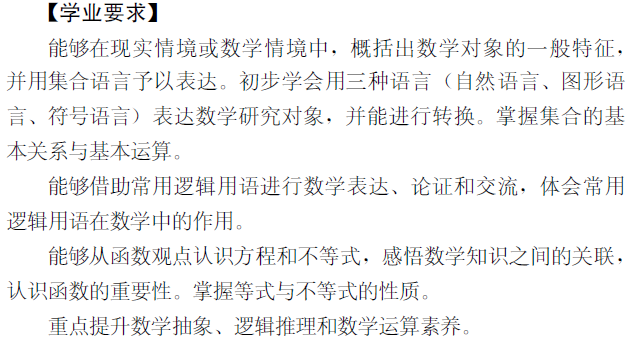 【学业要求】
能够在现实情境或数学情境中，概括出数学对象的一般特征，
并用集合语言予以表达。初步学会用三种语言（自然语言、图形语
言、符号语言）表达数学研究对象，并能进行转换。掌握集合的基
本关系与基本运算。
能够借助常用逻辑用语进行数学表达、论证和交流，体会常用
逻辑用语在数学中的作用。
能够从函数观点认识方程和不等式，感悟数学知识之间的关联，
认识函数的重要性。掌握等式与不等式的性质。
重点提升数学抽象、逻辑推理和数学运算素养。